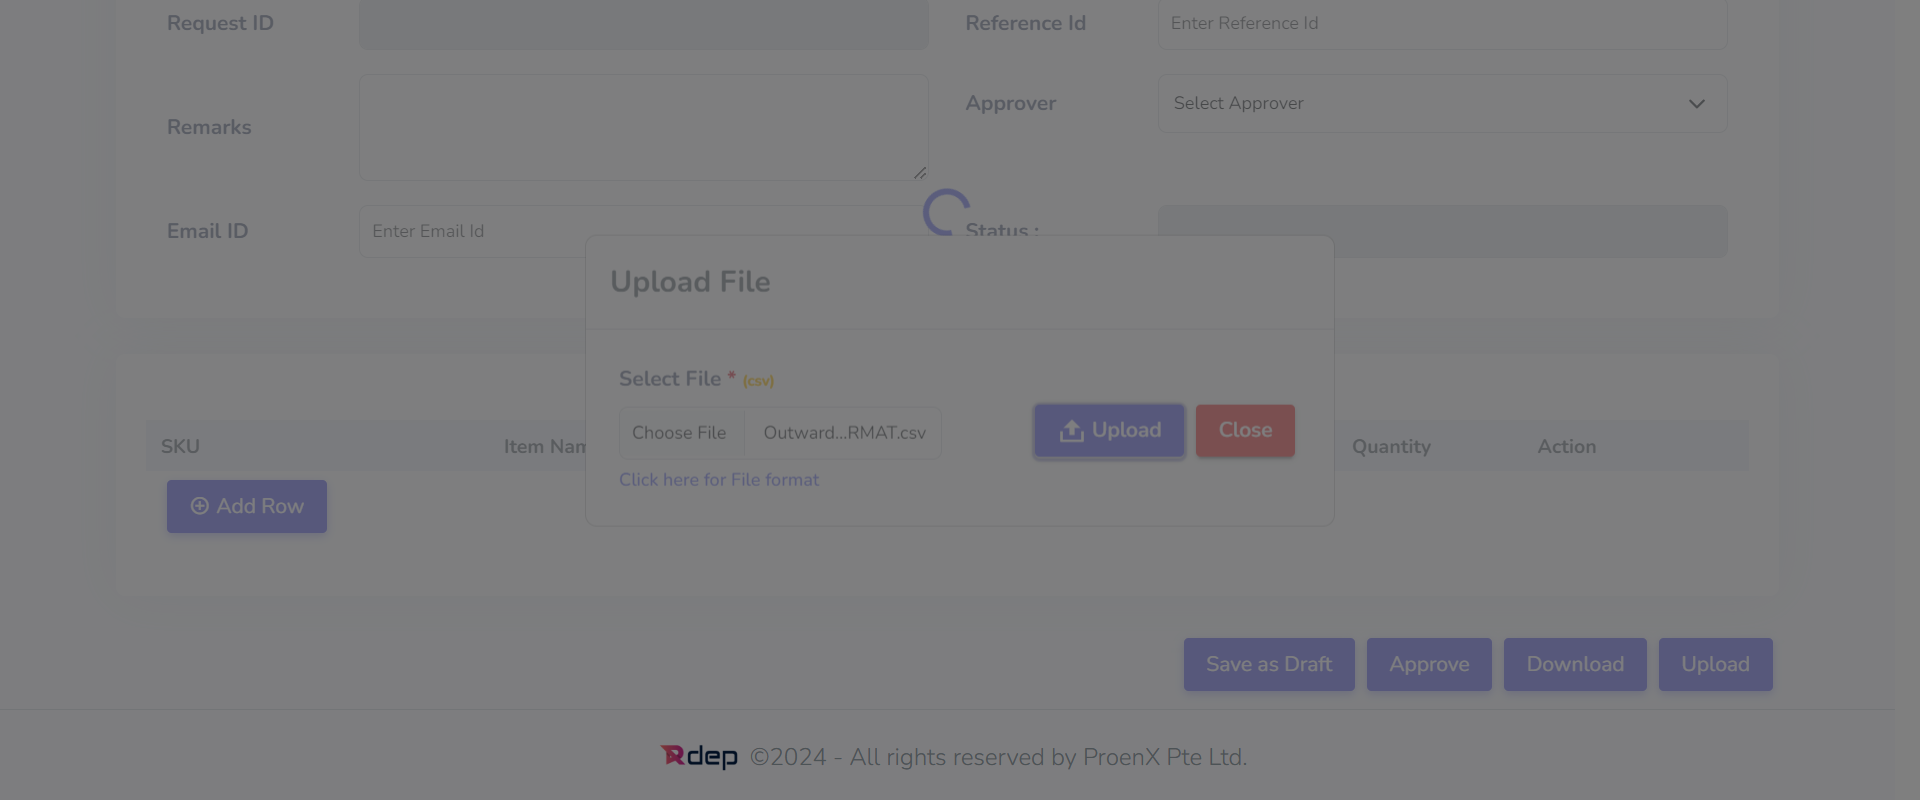 Request ID
Reference Id
Enter Reference Id
Remarks
Approver
Select Approver
Email ID
Enter Email Id
Status :
Upload File
Select File * (csv)
Choose File
Outward...RMAT.csv
Upload
Close
Click here for File format
SKU
Item Nam
Quantity
Action
Add Row
Save as Draft
Approve
Download
Upload
Rdep ©2024 - All rights reserved by ProenX Pte Ltd.